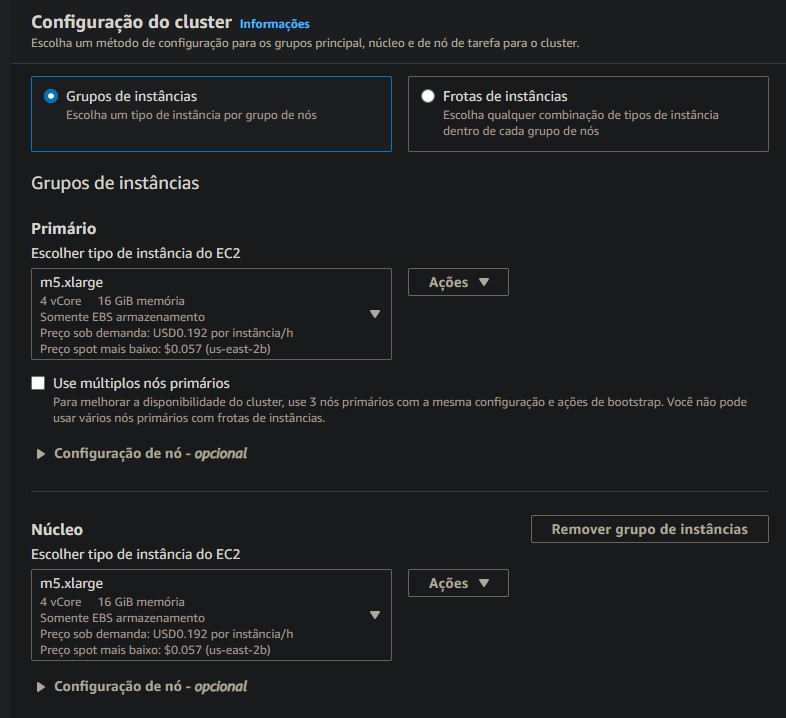 Configuração do cluster Informações
Escolha um método de configuração para os grupos principal, núcleo e de nó de tarefa para o cluster.
Grupos de instâncias
Escolha um tipo de instância por grupo de nós
Frotas de instâncias
Escolha qualquer combinação de tipos de instância
dentro de cada grupo de nós
Grupos de instâncias
Primário
Escolher tipo de instância do EC2
m5.xlarge
4 vCore 16 GiB memória
Somente EBS armazenamento
Preço sob demanda: USD0.192 por instância/h
Preço spot mais baixo: $0.057 (us-east-2b)
Ações
Use múltiplos nós primários
Para melhorar a disponibilidade do cluster, use 3 nós primários com a mesma configuração e ações de bootstrap. Você não pode
usar vários nós primários com frotas de instâncias.
Configuração de nó - opcional
Núcleo
Remover grupo de instâncias
Escolher tipo de instância do EC2
m5.xlarge
4 vCore 16 GiB memória
Somente EBS armazenamento
Preço sob demanda: USD0.192 por instância/h
Preço spot mais baixo: $0.057 (us-east-2b)
Ações
Configuração de nó - opcional